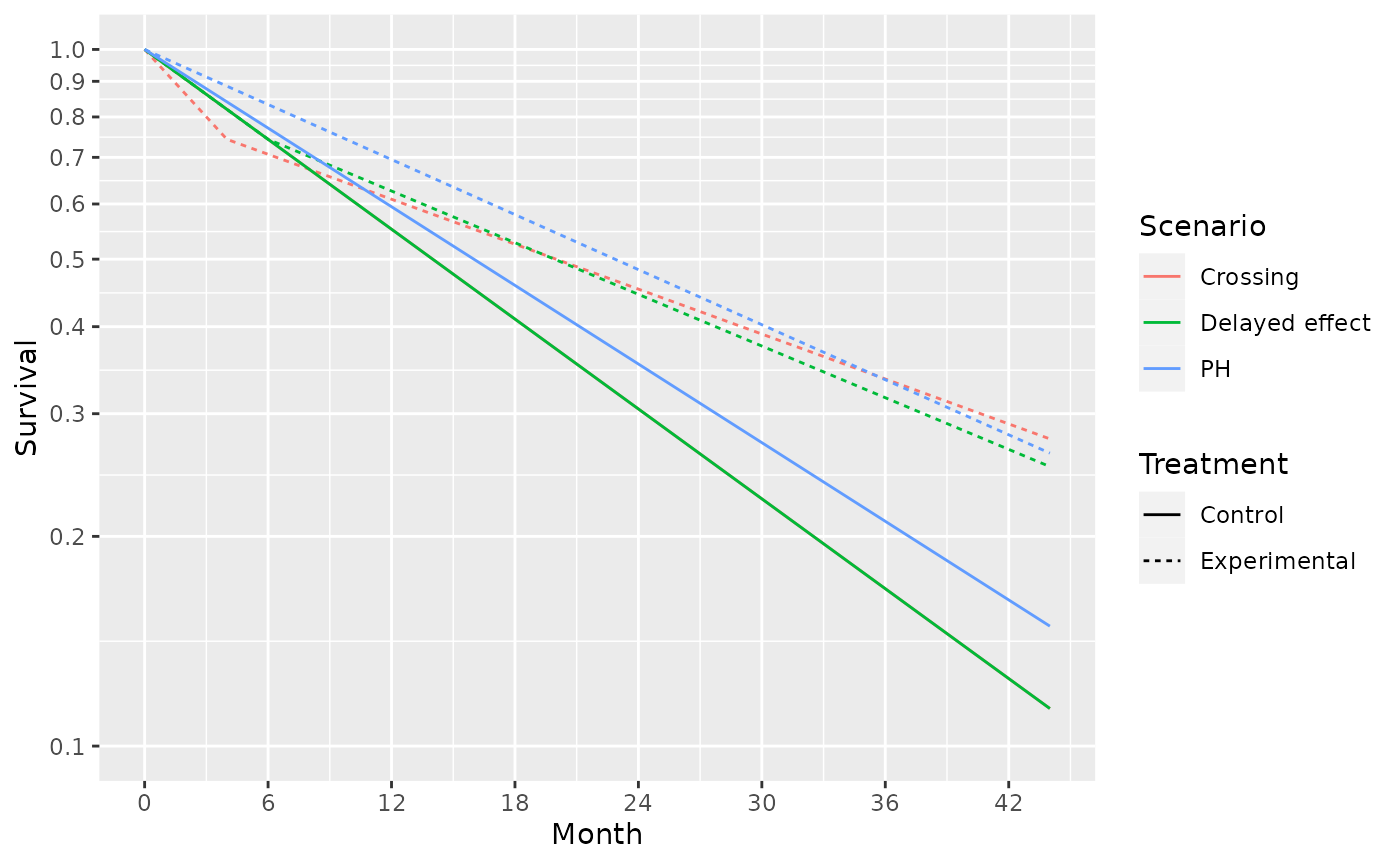 1.0
0.9
0.8
0.7
0.6
0.5
0.4
0.3
0.2
0.1
Survival
0
6
12
18
24
30
36
42
Month
Scenario
Crossing
Delayed effect
PH
Treatment
Control
Experimental